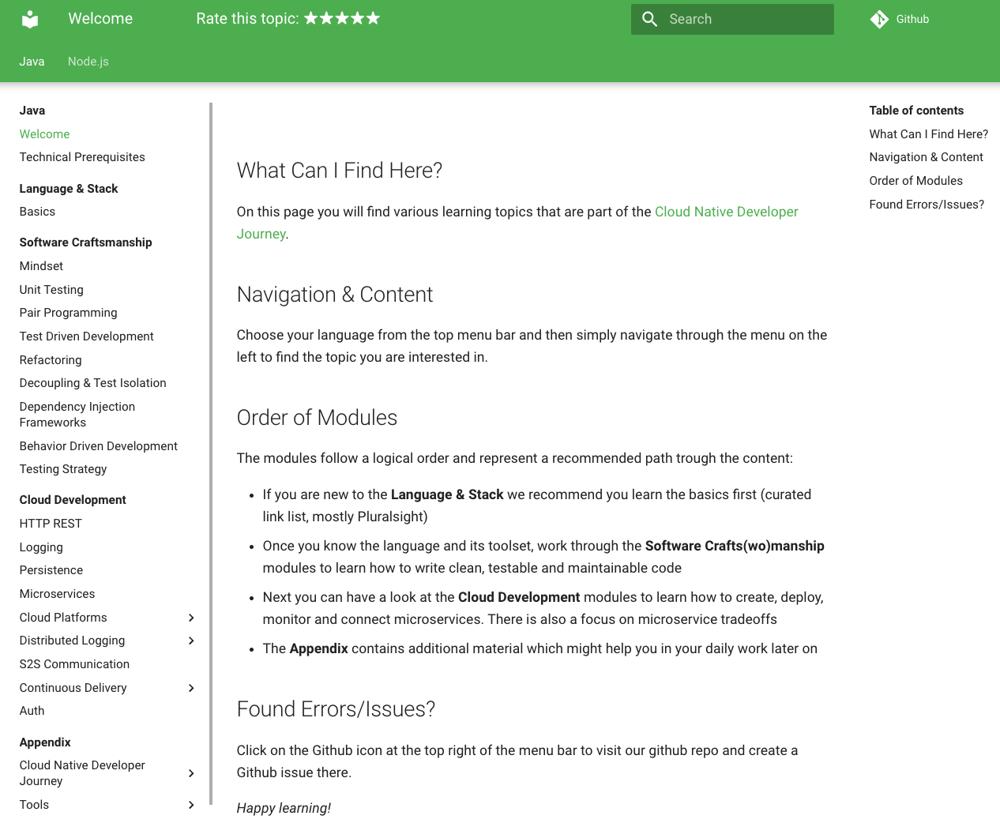 Welcome
Rate this topic: ★★★★★
Search
Github
Java
Node.js
Java
Welcome
Technical Prerequisites
Language & Stack
Basics
Software Craftsmanship
Mindset
Unit Testing
Pair Programming
Test Driven Development
Refactoring
Decoupling & Test Isolation
Dependency Injection
Frameworks
Behavior Driven Development
Testing Strategy
Cloud Development
HTTP REST
Logging
Persistence
Microservices
Cloud Platforms
Distributed Logging
S2S Communication
Continuous Delivery
Auth
Appendix
Cloud Native Developer
Journey
Tools
What Can I Find Here?
On this page you will find various learning topics that are part of the Cloud Native Developer
Journey.
Navigation & Content
Choose your language from the top menu bar and then simply navigate through the menu on the
left to find the topic you are interested in.
Order of Modules
The modules follow a logical order and represent a recommended path trough the content:
• If you are new to the Language & Stack we recommend you learn the basics first (curated
link list, mostly Pluralsight)
• Once you know the language and its toolset, work through the Software Crafts(wo)manship
modules to learn how to write clean, testable and maintainable code
• Next you can have a look at the Cloud Development modules to learn how to create, deploy,
monitor and connect microservices. There is also a focus on microservice tradeoffs
• The Appendix contains additional material which might help you in your daily work later on
Found Errors/Issues?
Click on the Github icon at the top right of the menu bar to visit our github repo and create a
Github issue there.
Happy learning!
Table of contents
What Can I Find Here?
Navigation & Content
Order of Modules
Found Errors/Issues?